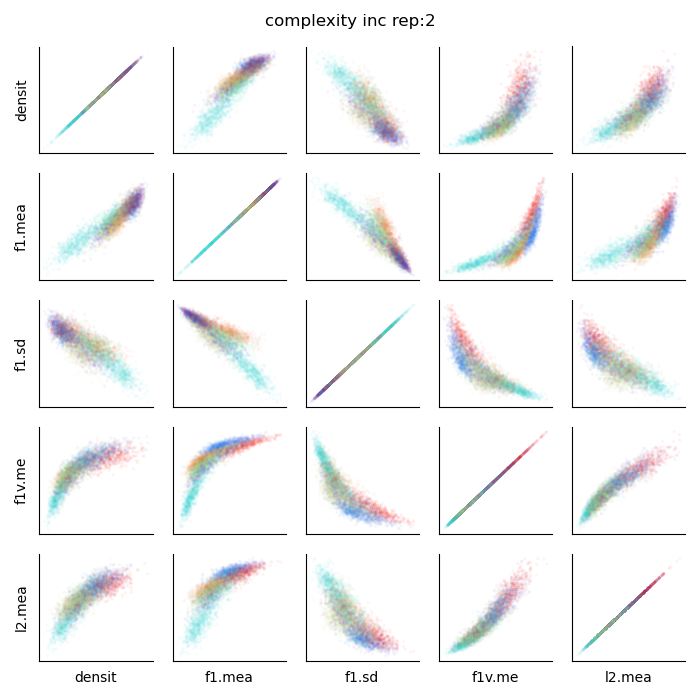 complexity inc rep:2
densit
f1.mea
f1.sd
f1v.me
l2.mea
densit
f1.mea
f1.sd
f1v.me
l2.mea